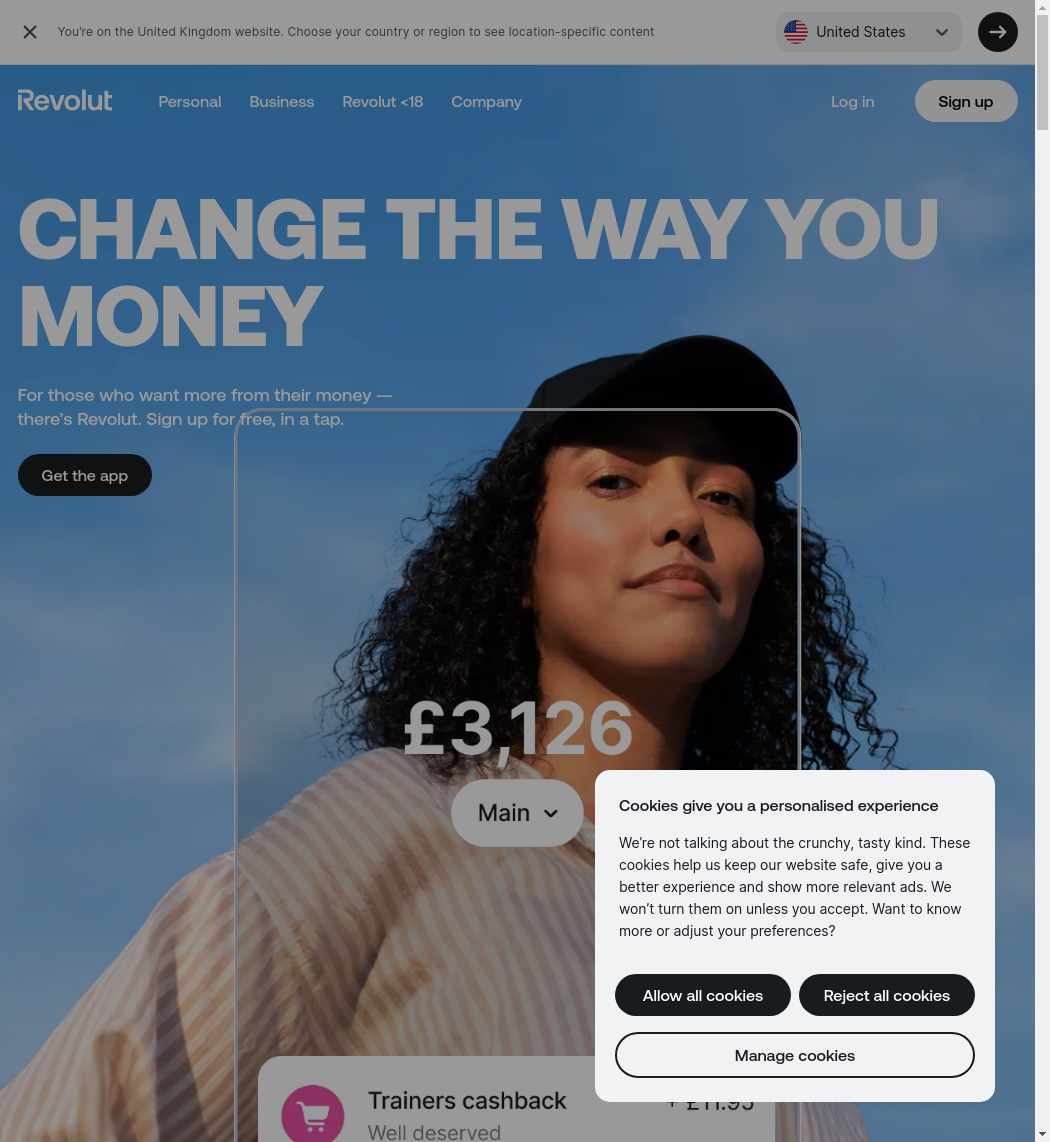 You're on the United Kingdom website. Choose your country or region to see location-specific content
United States
Revolut
Personal
Business
Revolut <18
Company
Log in
Sign up
CHANGE THE WAY YOU
MONEY
For those who want more from their money —
there's Revolut. Sign up for free, in a tap.
Get the app
£3,126
Main
Cookies give you a personalised experience
We're not talking about the crunchy, tasty kind. These
cookies help us keep our website safe, give you a
better experience and show more relevant ads. We
won't turn them on unless you accept. Want to know
more or adjust your preferences?
Allow all cookies
Reject all cookies
Manage cookies
Trainers cashback
+ £11.95
Well deserved